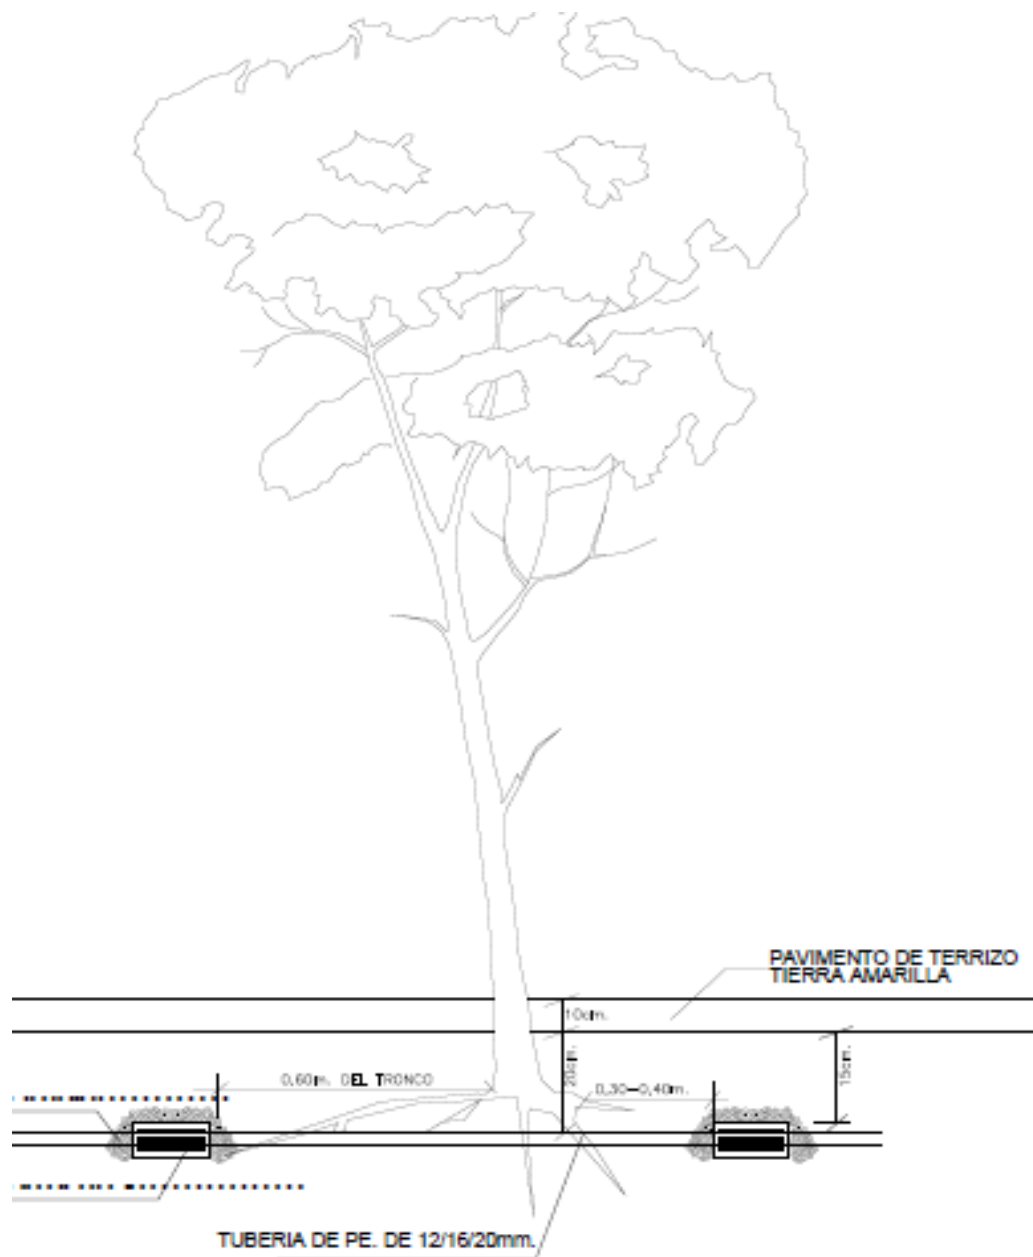 PAVIMENTO DE TERRIZO
TIERRA AMARILLA
10cm.
20cm.
15cm.
0,60m. DEL TRONCO
0,30-0,40m.
TUBERIA DE PE. DE 12/16/20mm.